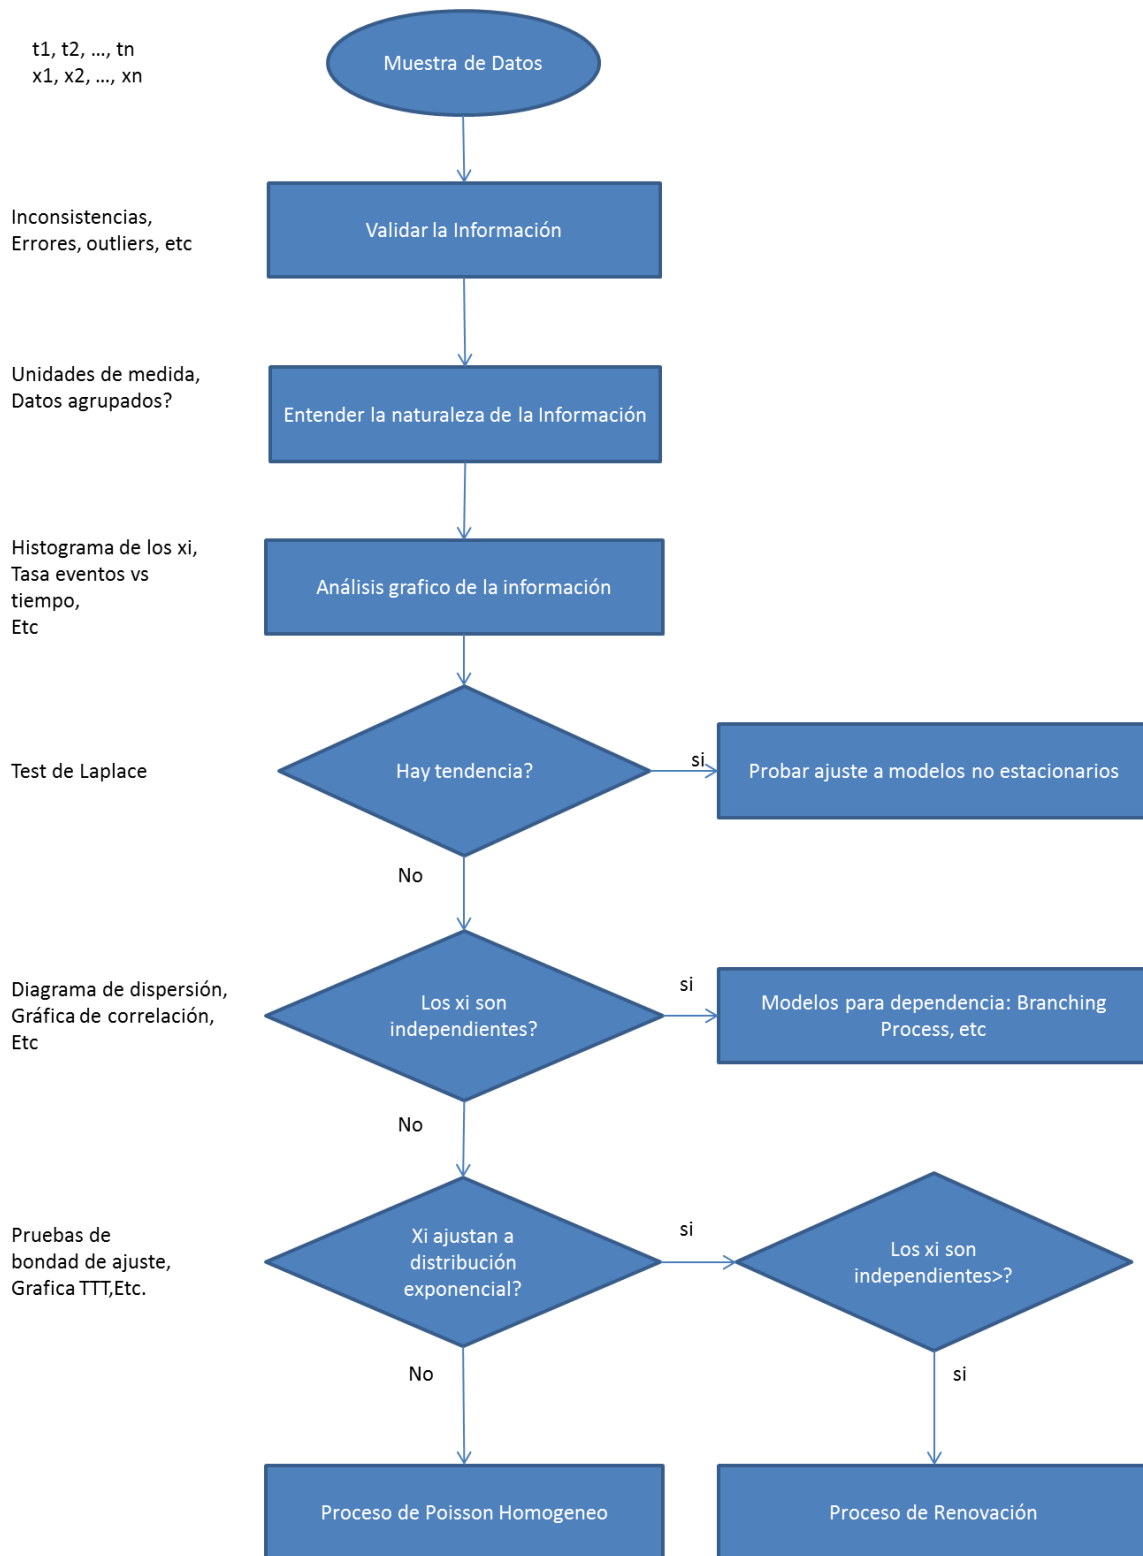 t1, t2, ..., tn
x1, x2, ..., xn
Muestra de Datos
Inconsistencias,
Errores, outliers, etc
Validar la Información
Unidades de medida,
Datos agrupados?
Entender la naturaleza de la Información
Histograma de los xi,
Tasa eventos vs
tiempo,
Etc
Análisis grafico de la información
Test de Laplace
Hay tendencia?
si
Probar ajuste a modelos no estacionarios
No
Diagrama de dispersión,
Gráfica de correlación,
Etc
Los xi son
independientes?
si
Modelos para dependencia: Branching
Process, etc
No
Pruebas de
bondad de ajuste,
Grafica TTT,Etc.
Xi ajustan a
distribución
exponencial?
si
Los xi son
independientes>?
No
si
Proceso de Poisson Homogeneo
Proceso de Renovación